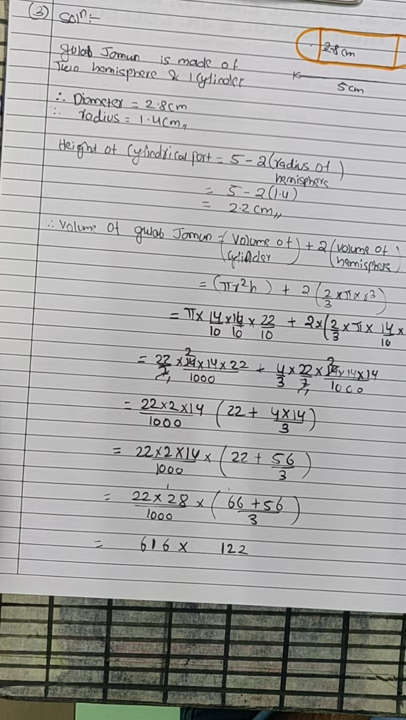 ③ Solⁿ:-
2.8cm
5cm
gulab Jamun is made of
Two hemisphere & 1 Cylinder
∴ Diameter = 2.8cm
∴ radius = 1.4cm,,
Height of Cylindrical part = 5 - 2(radius of hemisphere)
= 5 - 2(1.4)
= 2.2cm,,
∴ Volume of gulab Jamun = (Volume of cylinder) + 2(volume of hemisphere)
= (πr²h) + 2(2/3 × π × r³)
= π × 14/10 × 14/10 × 22/10 + 2×(2/3 × π × 14/10 ×
= 22/7 × 14×14×22/1000 + 4/3 × 22/7 × 14×14×14/1000
= 22×2×14/1000 (22 + 4×14/3)
= 22×2×14/1000 × (22 + 56/3)
= 22×28/1000 × (66+56/3)
= 616 × 122